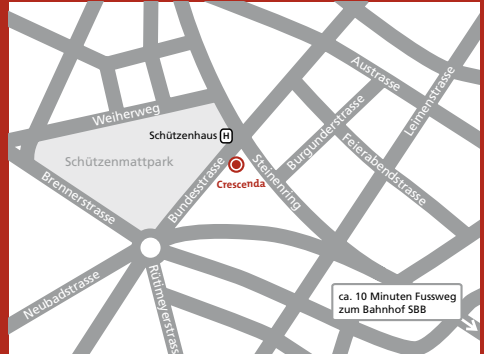 Austrasse
Leimenstrasse
Weiherweg
Schützenhaus H
Burgunderstrasse
Feierabendstrasse
Schützenmattpark
Bundesstrasse
Steinenring
Crescenda
Brennerstrasse
Neubadstrasse
Rütimeyerstrasse
ca. 10 Minuten Fussweg
zum Bahnhof SBB